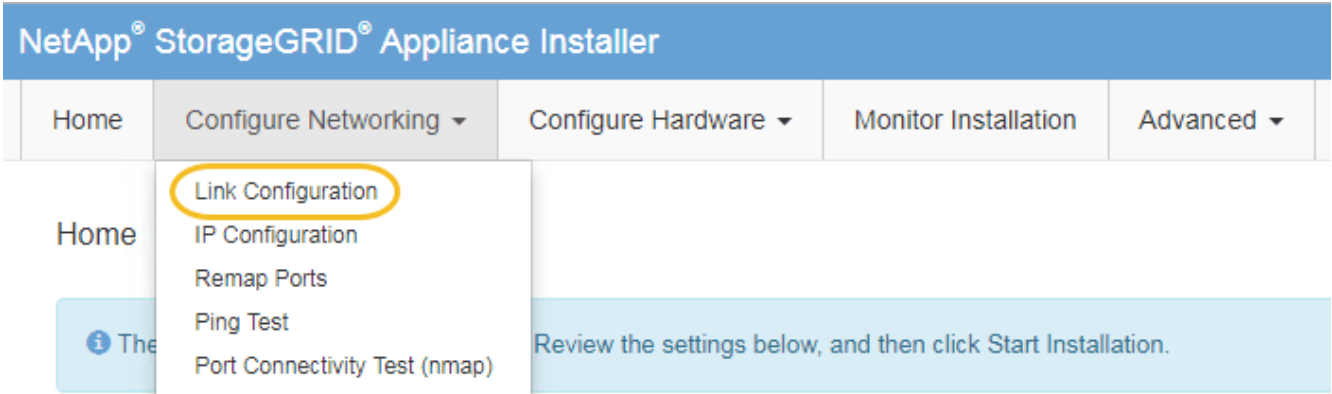 NetApp® StorageGRID® Appliance Installer
Home Configure Networking Configure Hardware Monitor Installation Advanced
Link Configuration
Home IP Configuration
Remap Ports
Ping Test
The Review the settings below, and then click Start Installation.
Port Connectivity Test (nmap)